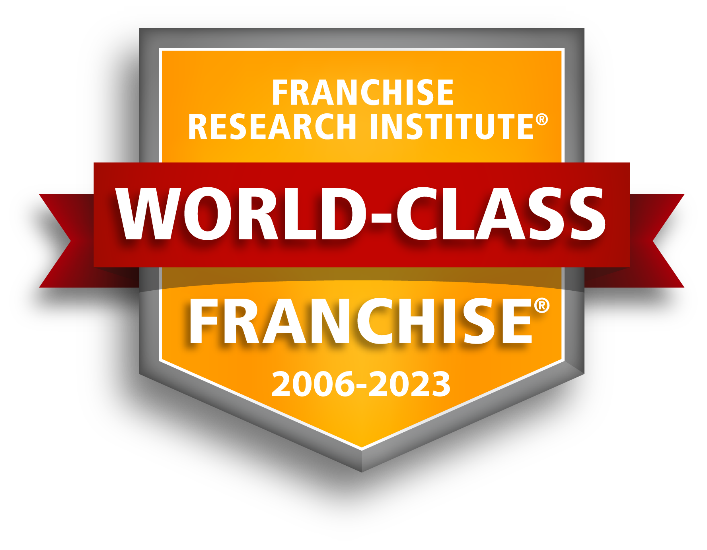 FRANCHISE
RESEARCH INSTITUTE®
WORLD-CLASS
FRANCHISE®
2006-2023